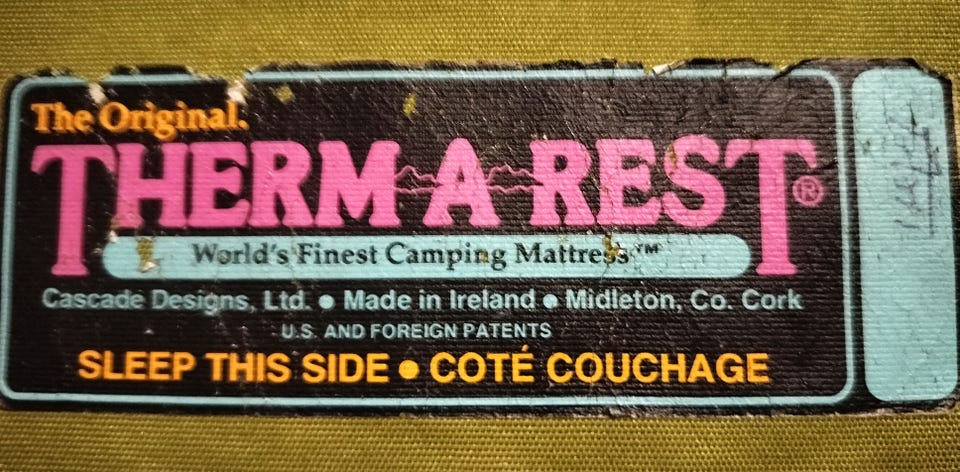 The Original.
THERM-A-REST®
World's Finest Camping Mattress™
Cascade Designs, Ltd. • Made in Ireland • Midleton, Co. Cork
U.S. AND FOREIGN PATENTS
SLEEP THIS SIDE • COTÉ COUCHAGE